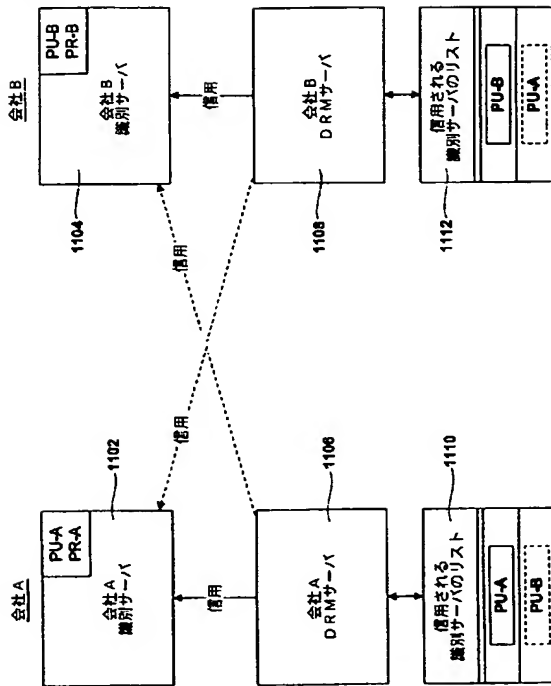 会社A
PU-A
PR-A
会社A
識別サーバ
1102
信用
会社A
DRMサーバ
1106
信用される
識別サーバのリスト
1110
PU-A
PU-B
信用
信用
会社B
PU-B
PR-B
会社B
識別サーバ
1104
信用
会社B
DRMサーバ
1108
信用される
識別サーバのリスト
1112
PU-B
PU-A